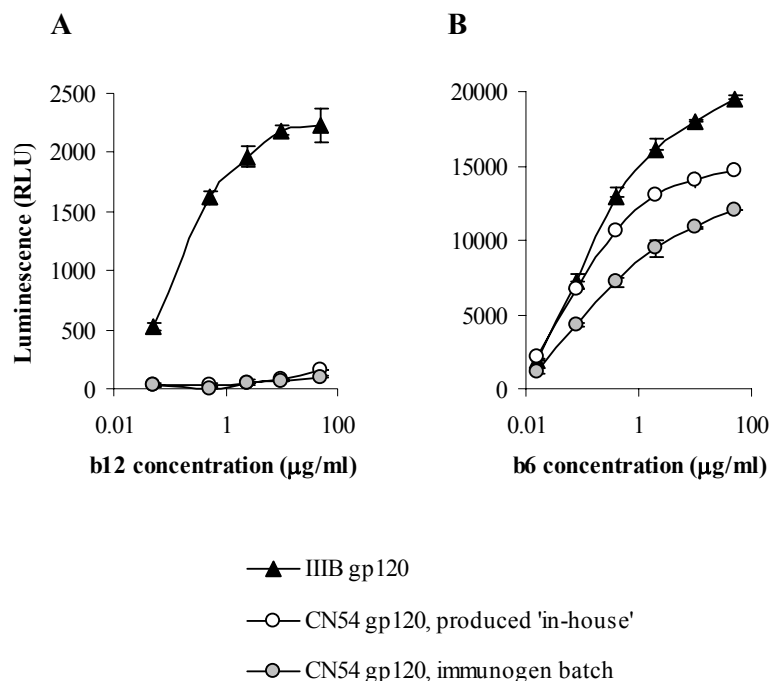 A
B
2500
2000
1500
1000
500
0
Luminescence (RLU)
0.01 1 100
b12 concentration (µg/ml)
20000
15000
10000
5000
0
0.01 1 100
b6 concentration (µg/ml)
IIIB gp120
CN54 gp120, produced 'in-house'
CN54 gp120, immunogen batch